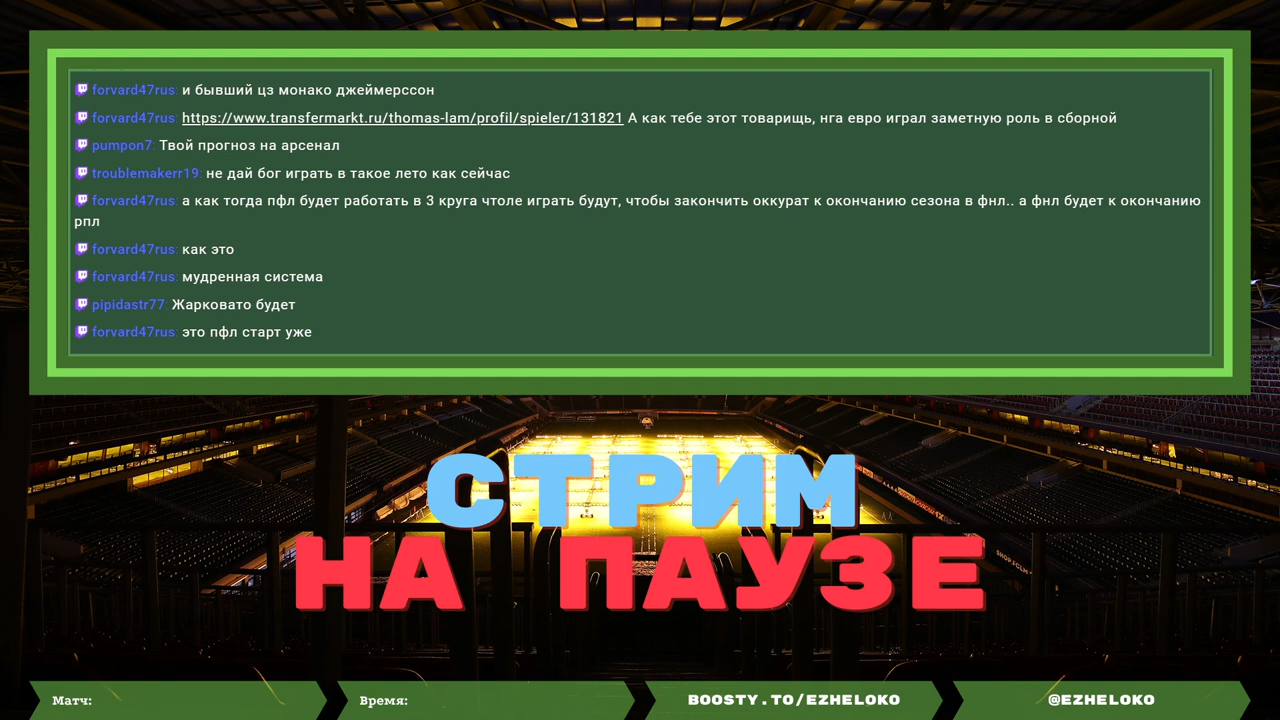 forvard47rus: и бывший цз монако джеймерссон
forvard47rus: https://www.transfermarkt.ru/thomas-lam/profil/spieler/131821 А как тебе этот товарищь, нга евро играл заметную роль в сборной
pumpon7: Твой прогноз на арсенал
troublemakerr19: не дай бог играть в такое лето как сейчас
forvard47rus: а как тогда пфл будет работать в 3 круга чтоле играть будут, чтобы закончить оккурат к окончанию сезона в фнл.. а фнл будет к окончанию
рпл
forvard47rus: как это
forvard47rus: мудренная система
pipidastr77: Жарковато будет
forvard47rus: это пфл старт уже
СТРИМ
НА ПАУЗЕ
Матч:
Время:
BOOSTY.TO/EZHELOKO
@EZHELOKO